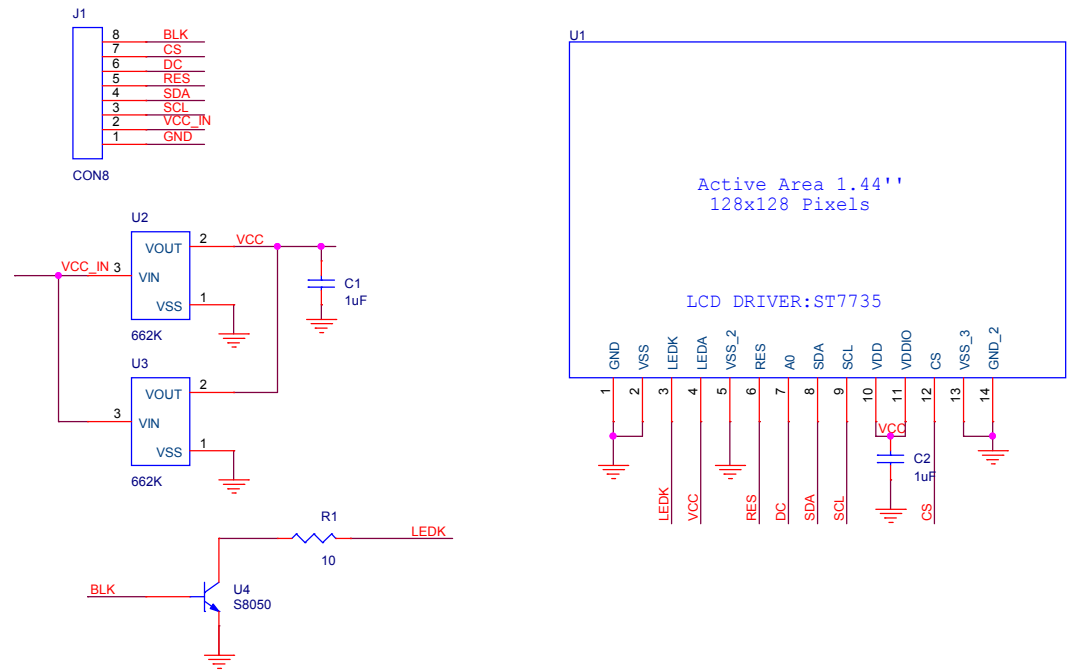 J1
8 BLK
7 CS
6 DC
5 RES
4 SDA
3 SCL
2 VCC_IN
1 GND
CON8
U2
VOUT 2 VCC
VCC_IN 3 VIN
VSS 1
662K
C1
1uF
U3
VOUT 2
3 VIN
VSS 1
662K
R1
10
LEDK
BLK
U4
S8050
U1
Active Area 1.44''
128x128 Pixels
LCD DRIVER:ST7735
GND VSS LEDK LEDA VSS_2 RES A0 SDA SCL VDD VDDIO CS VSS_3 GND_2
1 2 3 4 5 6 7 8 9 10 11 12 13 14
VCC
C2
1uF
LEDK VCC RES DC SDA SCL CS